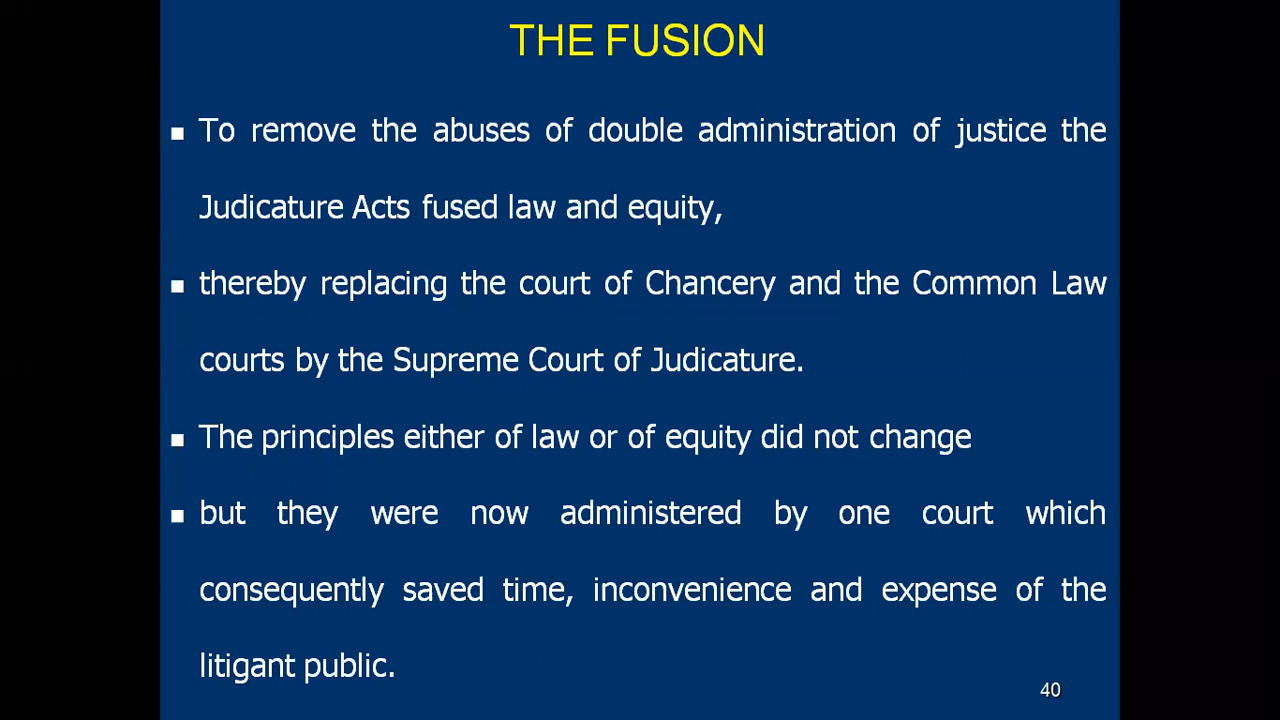 THE FUSION
▪ To remove the abuses of double administration of justice the
Judicature Acts fused law and equity,
▪ thereby replacing the court of Chancery and the Common Law
courts by the Supreme Court of Judicature.
▪ The principles either of law or of equity did not change
▪ but they were now administered by one court which
consequently saved time, inconvenience and expense of the
litigant public.
40